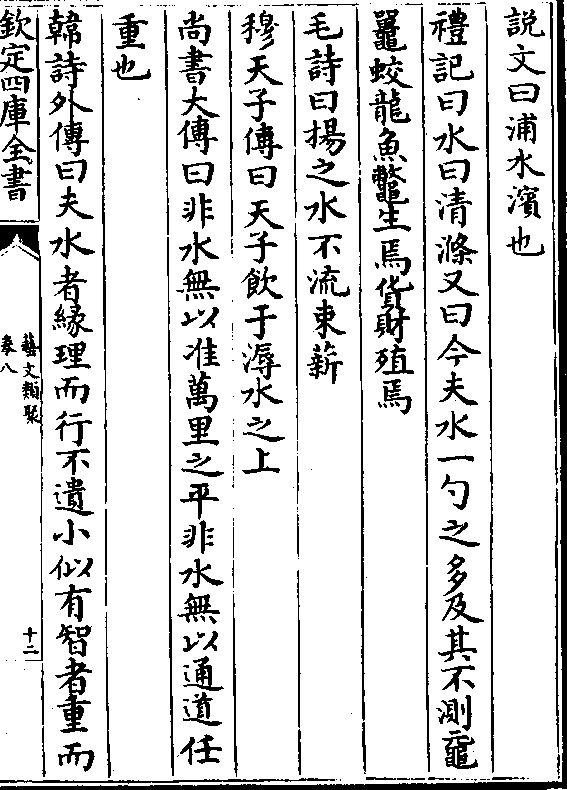 説文曰浦水濱也
禮記曰水曰清滌又曰今夫水一勺之多及其不測黿
鼉蛟龍魚鼈生焉貨財殖焉
毛詩曰揚之水不流束薪
穆天子傳曰天子飲于溽水之上
尚書大傳曰非水無以准萬里之平非水無以通道任
重也
韓詩外傳曰夫水者縁理而行不遺小似有智者重而
欽定四庫全書
藝文類聚
卷八
十二